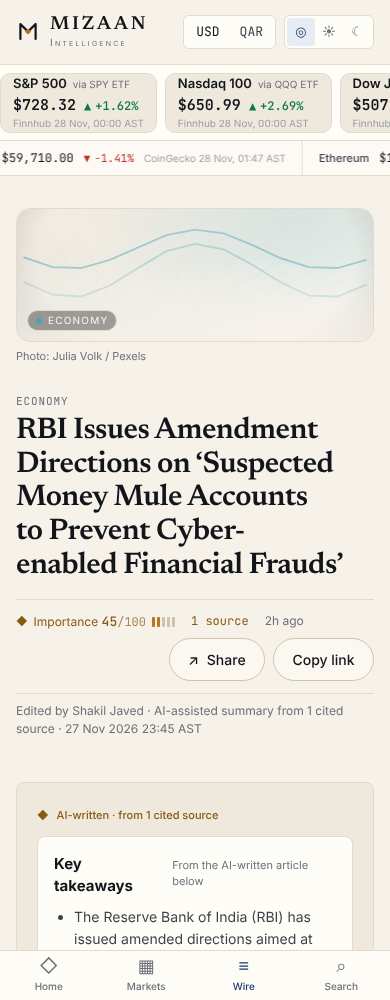 MIZAAN
INTELLIGENCE
USD QAR
S&P 500 via SPY ETF
$728.32 ▲ +1.62%
Finnhub 28 Nov, 00:00 AST
Nasdaq 100 via QQQ ETF
$650.99 ▲ +2.69%
Finnhub 28 Nov, 00:00 AST
Dow J
$507
Finnhub
$59,710.00 ▼ -1.41% CoinGecko 28 Nov, 01:47 AST
Ethereum $1
ECONOMY
Photo: Julia Volk / Pexels
ECONOMY
RBI Issues Amendment
Directions on ‘Suspected
Money Mule Accounts
to Prevent Cyber-
enabled Financial Frauds’
◆ Importance 45/100 1 source 2h ago
↗ Share Copy link
Edited by Shakil Javed · AI-assisted summary from 1 cited
source · 27 Nov 2026 23:45 AST
◆ AI-written · from 1 cited source
Key
takeaways
From the AI-written article
below
• The Reserve Bank of India (RBI) has
issued amended directions aimed at
Home Markets Wire Search